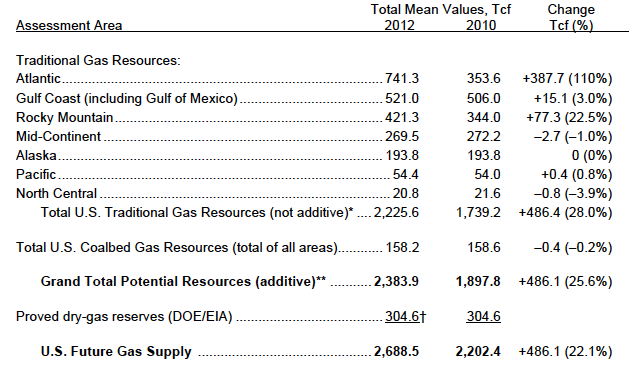 Total Mean Values, Tcf Change
Assessment Area 2012 2010 Tcf (%)
Traditional Gas Resources:
Atlantic 741.3 353.6 +387.7 (110%)
Gulf Coast (including Gulf of Mexico) 521.0 506.0 +15.1 (3.0%)
Rocky Mountain 421.3 344.0 +77.3 (22.5%)
Mid-Continent 269.5 272.2 –2.7 (–1.0%)
Alaska 193.8 193.8 0 (0%)
Pacific 54.4 54.0 +0.4 (0.8%)
North Central 20.8 21.6 –0.8 (–3.9%)
Total U.S. Traditional Gas Resources (not additive)* 2,225.6 1,739.2 +486.4 (28.0%)
Total U.S. Coalbed Gas Resources (total of all areas) 158.2 158.6 –0.4 (–0.2%)
Grand Total Potential Resources (additive)** 2,383.9 1,897.8 +486.1 (25.6%)
Proved dry-gas reserves (DOE/EIA) 304.6† 304.6
U.S. Future Gas Supply 2,688.5 2,202.4 +486.1 (22.1%)